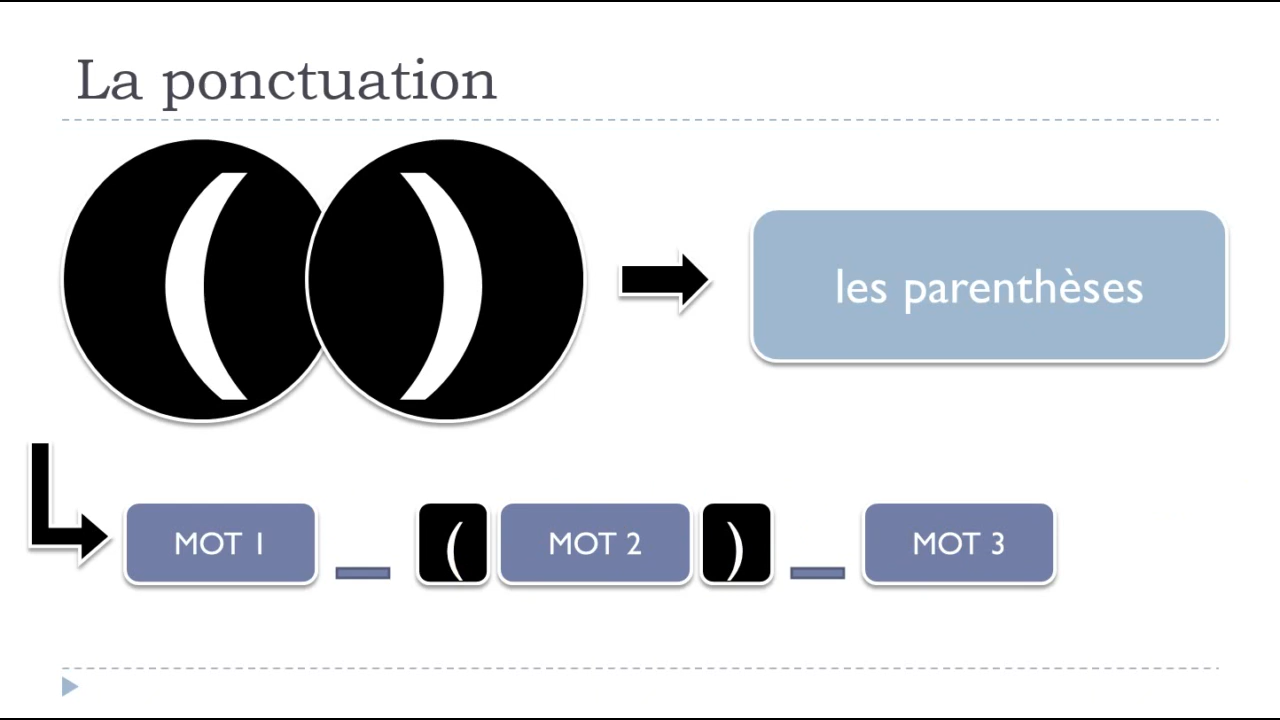 La ponctuation
( )
les parenthèses
MOT 1 _ ( MOT 2 ) _ MOT 3